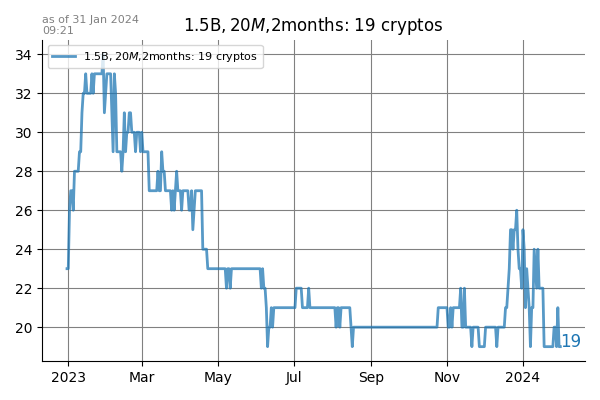 as of 31 Jan 2024
09:21
1.5B, 20M,2months: 19 cryptos
1.5B, 20M,2months: 19 cryptos
34
32
30
28
26
24
22
20
19
2023 Mar May Jul Sep Nov 2024